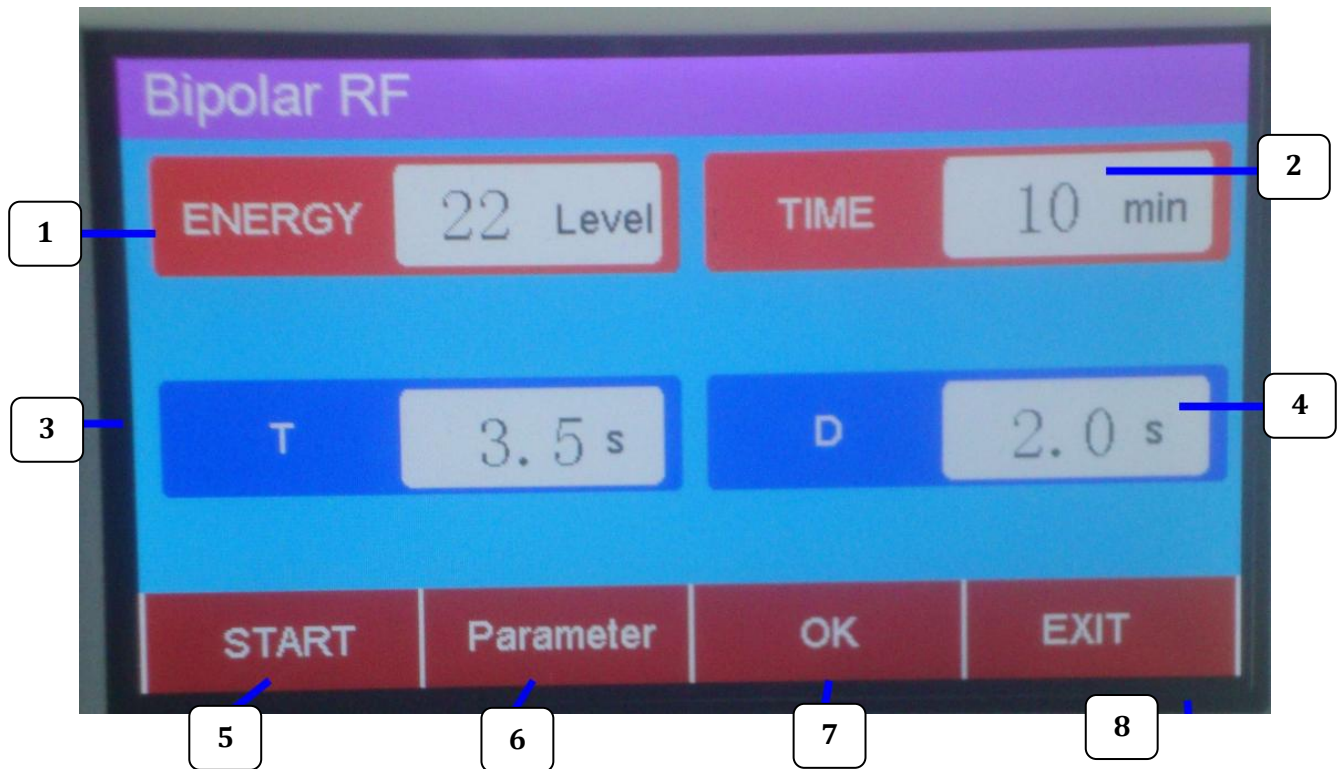 Bipolar RF
ENERGY 22 Level TIME 10 min
1
2
T 3.5 s D 2.0 s
3
4
START Parameter OK EXIT
5 6 7 8